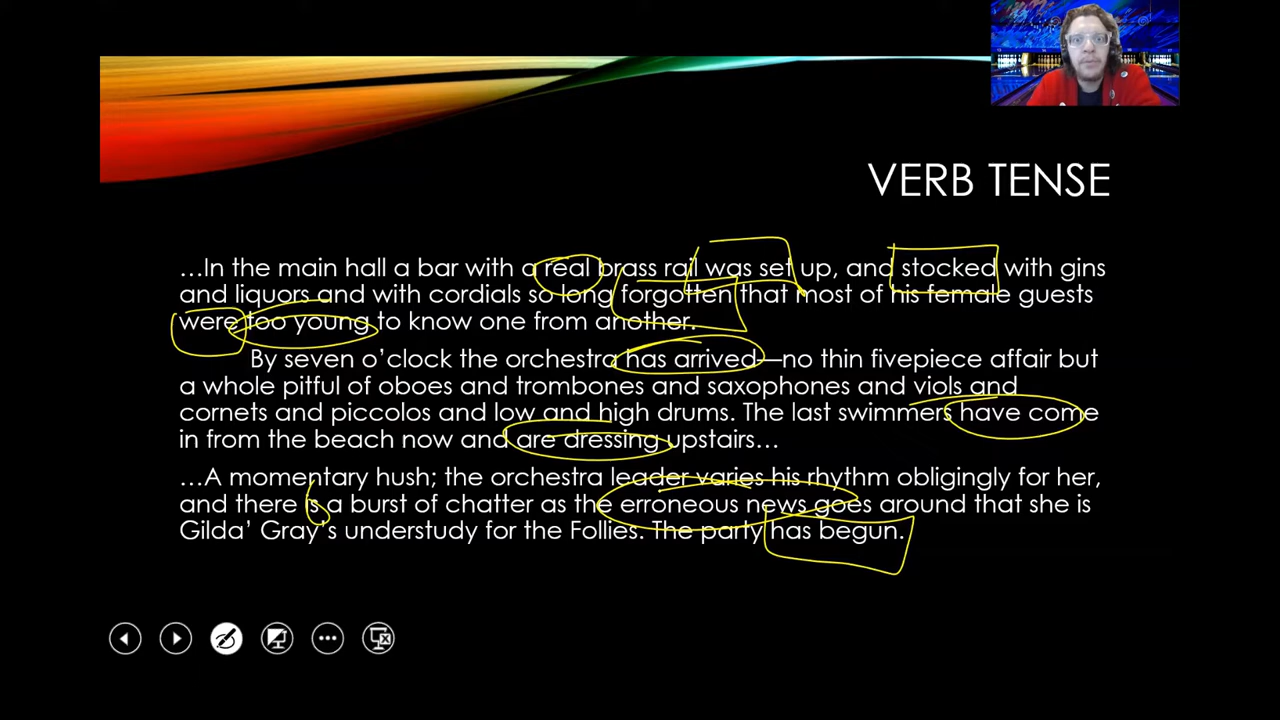 VERB TENSE
…In the main hall a bar with a real brass rail was set up, and stocked with gins
and liquors and with cordials so long forgotten that most of his female guests
were too young to know one from another.
By seven o’clock the orchestra has arrived—no thin fivepiece affair but
a whole pitful of oboes and trombones and saxophones and viols and
cornets and piccolos and low and high drums. The last swimmers have come
in from the beach now and are dressing upstairs…
…A momentary hush; the orchestra leader varies his rhythm obligingly for her,
and there is a burst of chatter as the erroneous news goes around that she is
Gilda’ Gray’s understudy for the Follies. The party has begun.